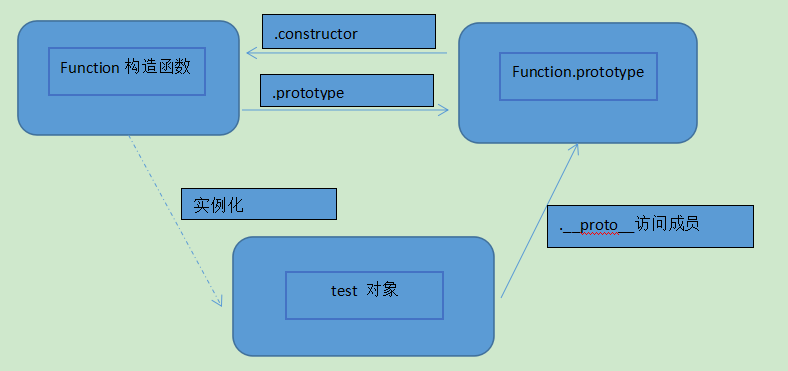 .constructor
Function 构造函数
Function.prototype
.prototype
实例化
.__proto__访问成员
test 对象